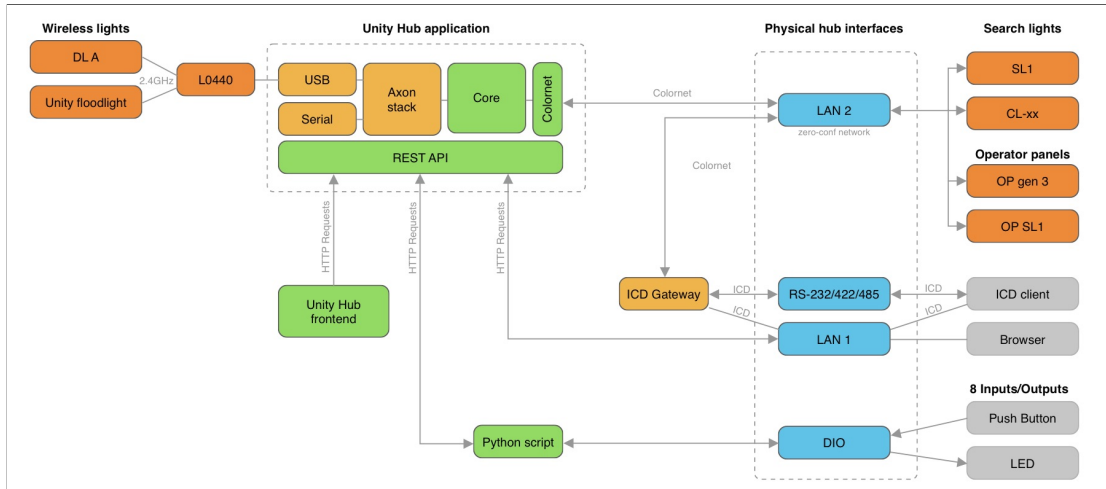 Wireless lights
Unity Hub application
Physical hub interfaces
Search lights
DL A
Unity floodlight
2.4GHz
L0440
USB
Serial
Axon
stack
Core
Colornet
REST API
Colornet
LAN 2
zero-conf network
Colornet
SL1
CL-xx
Operator panels
OP gen 3
OP SL1
HTTP Requests
HTTP Requests
HTTP Requests
Unity Hub
frontend
ICD Gateway
ICD
ICD
RS-232/422/485
LAN 1
ICD
ICD
ICD client
Browser
8 Inputs/Outputs
Push Button
LED
Python script
DIO